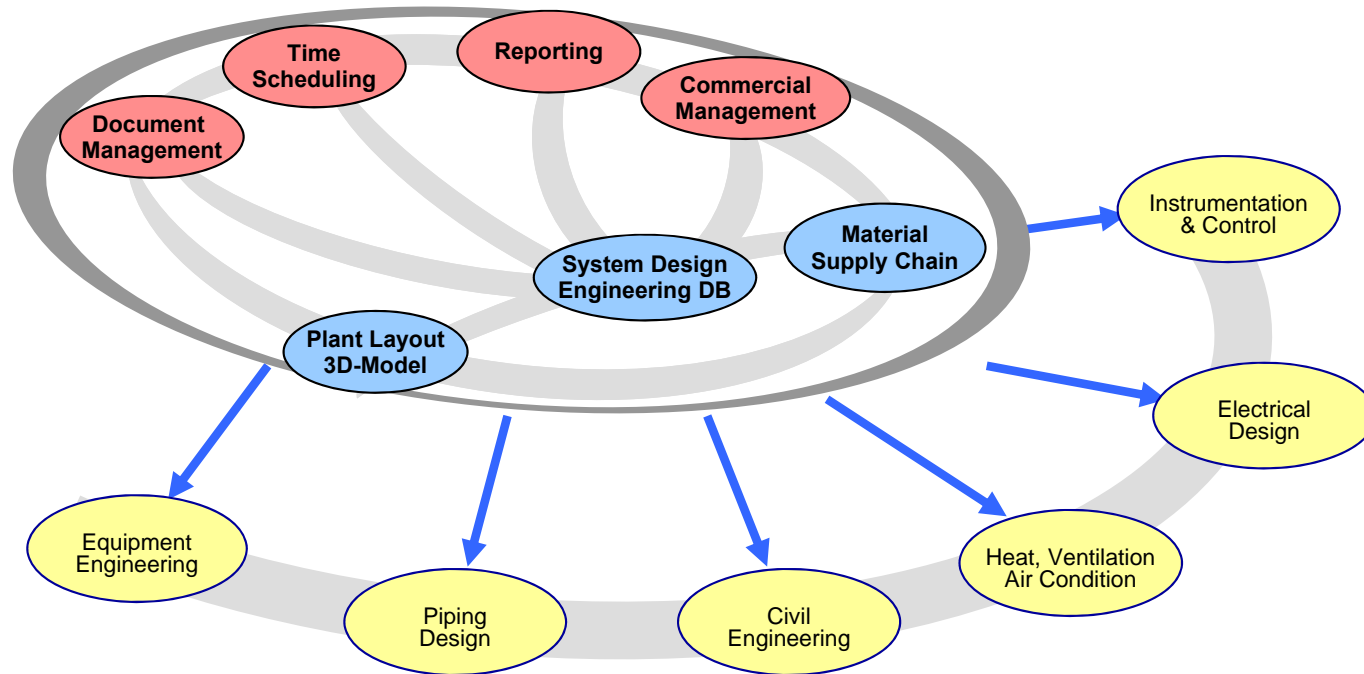 Time
Scheduling
Reporting
Commercial
Management
Document
Management
Instrumentation
& Control
Material
Supply Chain
System Design
Engineering DB
Plant Layout
3D-Model
Electrical
Design
Equipment
Engineering
Heat, Ventilation
Air Condition
Piping
Design
Civil
Engineering